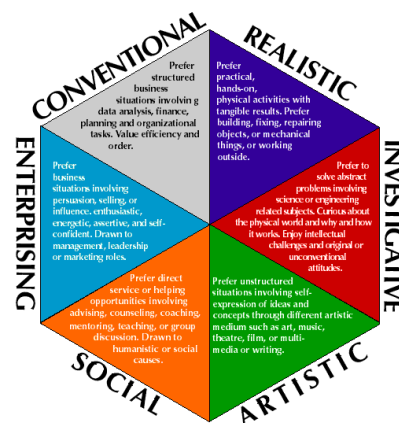 CONVENTIONAL
Prefer
structured
business
situations involvin g
data analysis, finance,
planning and organizational
tasks. Value efficiency and
order.
REALISTIC
Prefer
practical,
hands-on,
physical activities with
tangible results. Prefer
building, fixing, repairing
objects, or mechanical
things, or working
outside.
ENTERPRISING
Prefer
business
situations involving
persuasion, selling, or
influence. enthusiastic,
energetic, assertive, and self-
confident. Drawn to
management, leadership
or marketing roles.
INVESTIGATIVE
Prefer to
solve abstract
problems involving
science or engineering
related subjects. Curious about
the physical world and why and how
it works. Enjoy intellectual
challenges and original or
unconventional
attitudes.
SOCIAL
Prefer direct
service or helping
opportunities involving
advising, counseling, coaching,
mentoring, teaching, or group
discussion. Drawn to
humanistic or social
causes.
ARTISTIC
Prefer unstructured
situations involving self-
expression of ideas and
concepts through different artistic
medium such as art, music,
theatre, film, or multi-
media or writing.